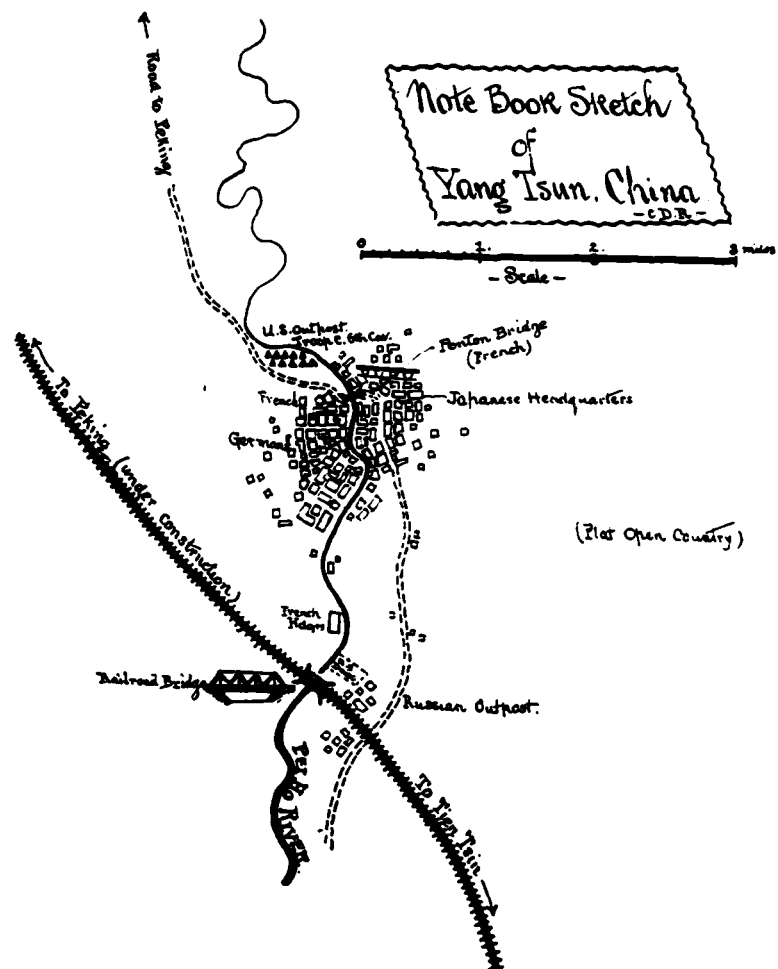 Note Book Sketch
of
Yang Tsun. China
- C.D.R. -
0 1. 2. 3 miles
- Scale -
Road to Peking
U.S. Outpost.
Troop C. 6th Cav.
Ponton Bridge
(French)
French
Japanese Headquarters
German
To Peking (under construction)
(Flat Open Country)
French
Hdqrs
Railroad Bridge
Russian Outpost.
Pei Ho River
To Tien Tsin